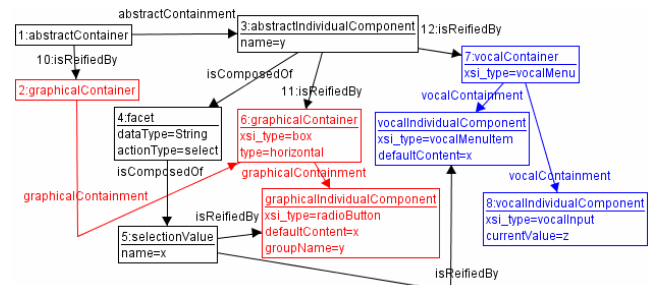 abstractContainment
1:abstractContainer
3:abstractIndividualComponent
name=y
12:isReifiedBy
10:isReifiedBy
7:vocalContainer
xsi_type=vocalMenu
isComposedOf
2:graphicalContainer
11:isReifiedBy
vocalContainment
4:facet
dataType=String
actionType=select
6:graphicalContainer
xsi_type=box
type=horizontal
vocalIndividualComponent
xsi_type=vocalMenuItem
defaultContent=x
isComposedOf
graphicalContainment
vocalContainment
graphicalContainment
graphicalIndividualComponent
xsi_type=radioButton
defaultContent=x
groupName=y
8:vocalIndividualComponent
xsi_type=vocalInput
currentValue=z
isReifiedBy
5:selectionValue
name=x
isReifiedBy